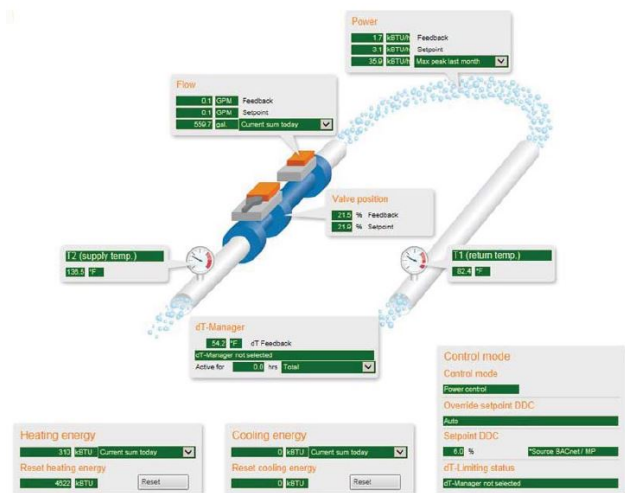 Power
1.7 kBTU/h Feedback
3.1 kBTU/h Setpoint
35.9 kBTU/h Max peak last month
Flow
0.1 GPM Feedback
0.1 GPM Setpoint
559.7 gal. Current sum today
Valve position
21.5 % Feedback
21.9 % Setpoint
T2 (supply temp.)
136.5 °F
T1 (return temp.)
82.4 °F
dT-Manager
54.2 °F dT Feedback
dT-Manager not selected
Active for 0.0 hrs Total
Control mode
Control mode
Power control
Override setpoint DDC
Auto
Setpoint DDC
6.0 % *Source BACnet / MP
dT-Limiting status
dT-Manager not selected
Heating energy
310 kBTU Current sum today
Reset heating energy
4622 kBTU Reset
Cooling energy
0 kBTU Current sum today
Reset cooling energy
0 kBTU Reset